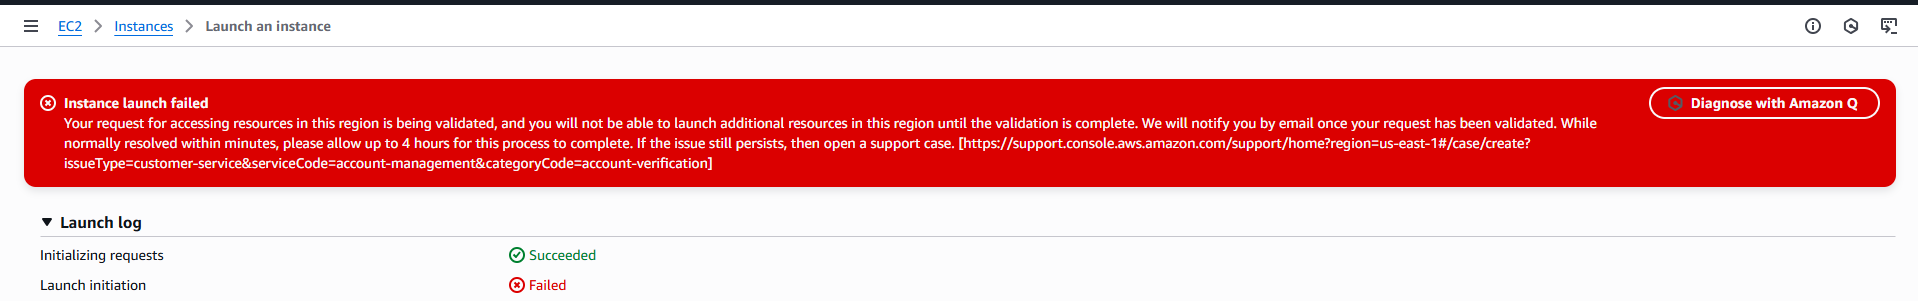 EC2 > Instances > Launch an instance
Instance launch failed
Diagnose with Amazon Q
Your request for accessing resources in this region is being validated, and you will not be able to launch additional resources in this region until the validation is complete. We will notify you by email once your request has been validated. While
normally resolved within minutes, please allow up to 4 hours for this process to complete. If the issue still persists, then open a support case. [https://support.console.aws.amazon.com/support/home?region=us-east-1#/case/create?
issueType=customer-service&serviceCode=account-management&categoryCode=account-verification]
Launch log
Initializing requests Succeeded
Launch initiation Failed